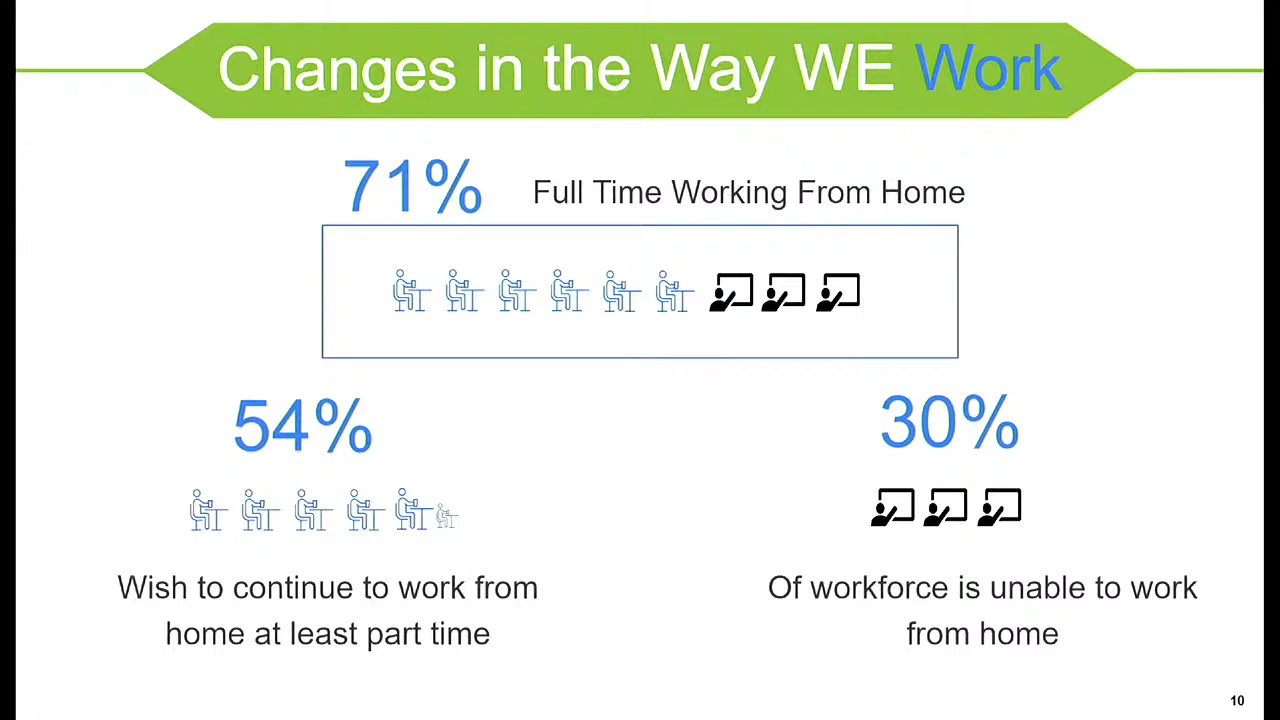 Changes in the Way WE Work
71% Full Time Working From Home
54%
Wish to continue to work from
home at least part time
30%
Of workforce is unable to work
from home
10